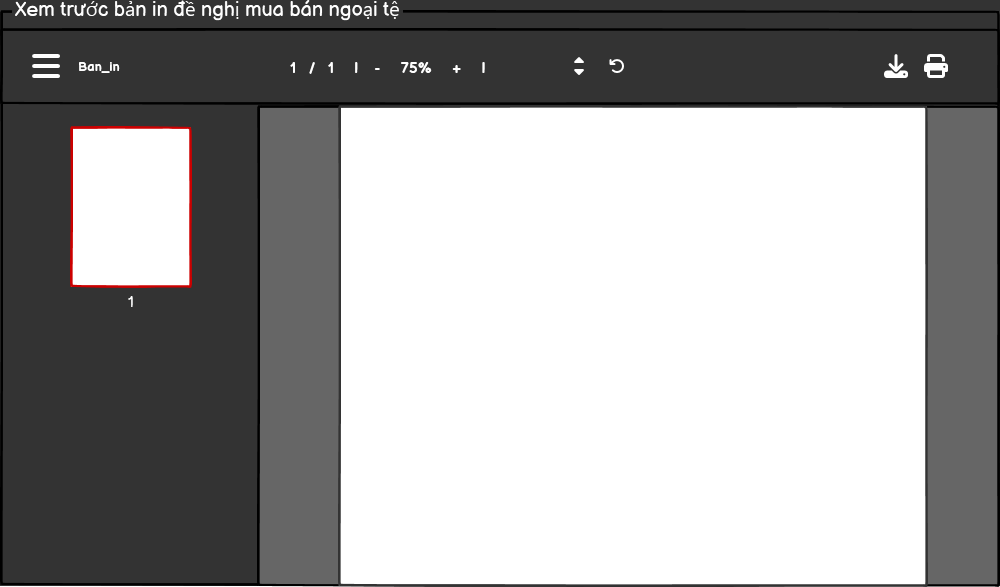 Xem trước bản in đề nghị mua bán ngoại tệ
Ban_in
1 / 1 | - 75% + |
1